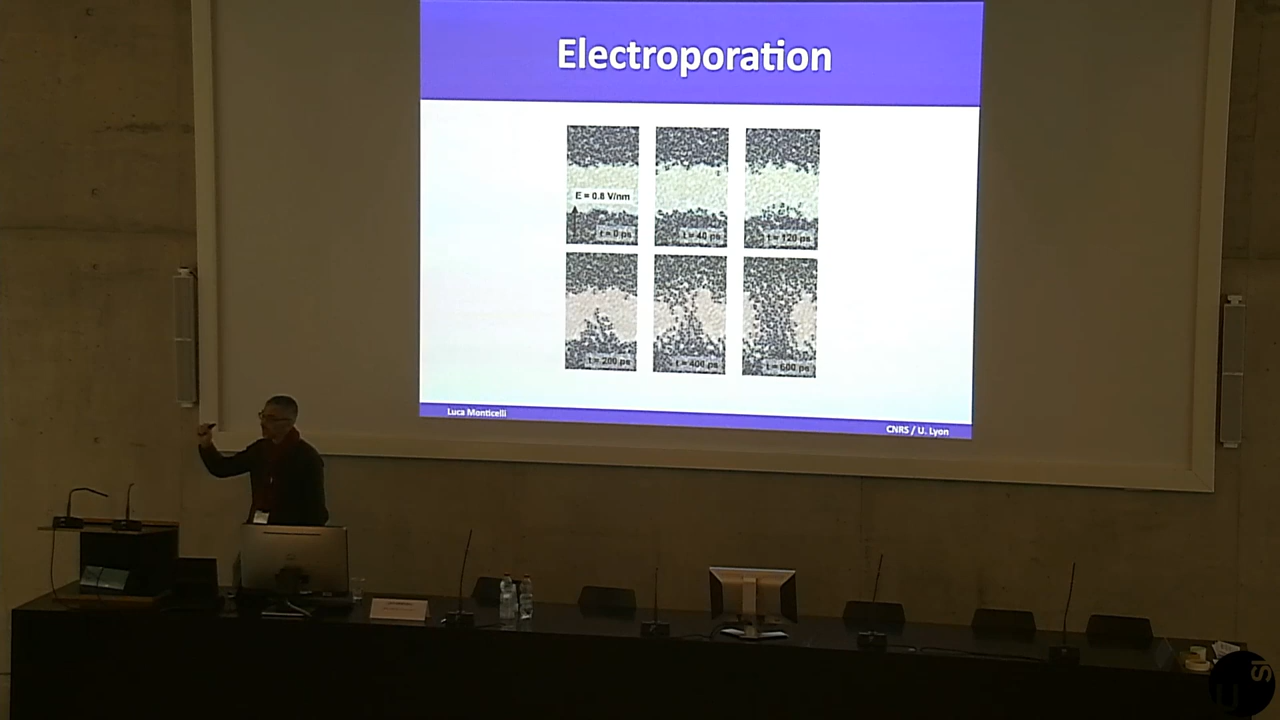 Electroporation
E = 0.8 V/nm
t = 0 ps
t = 40 ps
t = 120 ps
t = 200 ps
t = 400 ps
t = 600 ps
Luca Monticelli
CNRS / U. Lyon